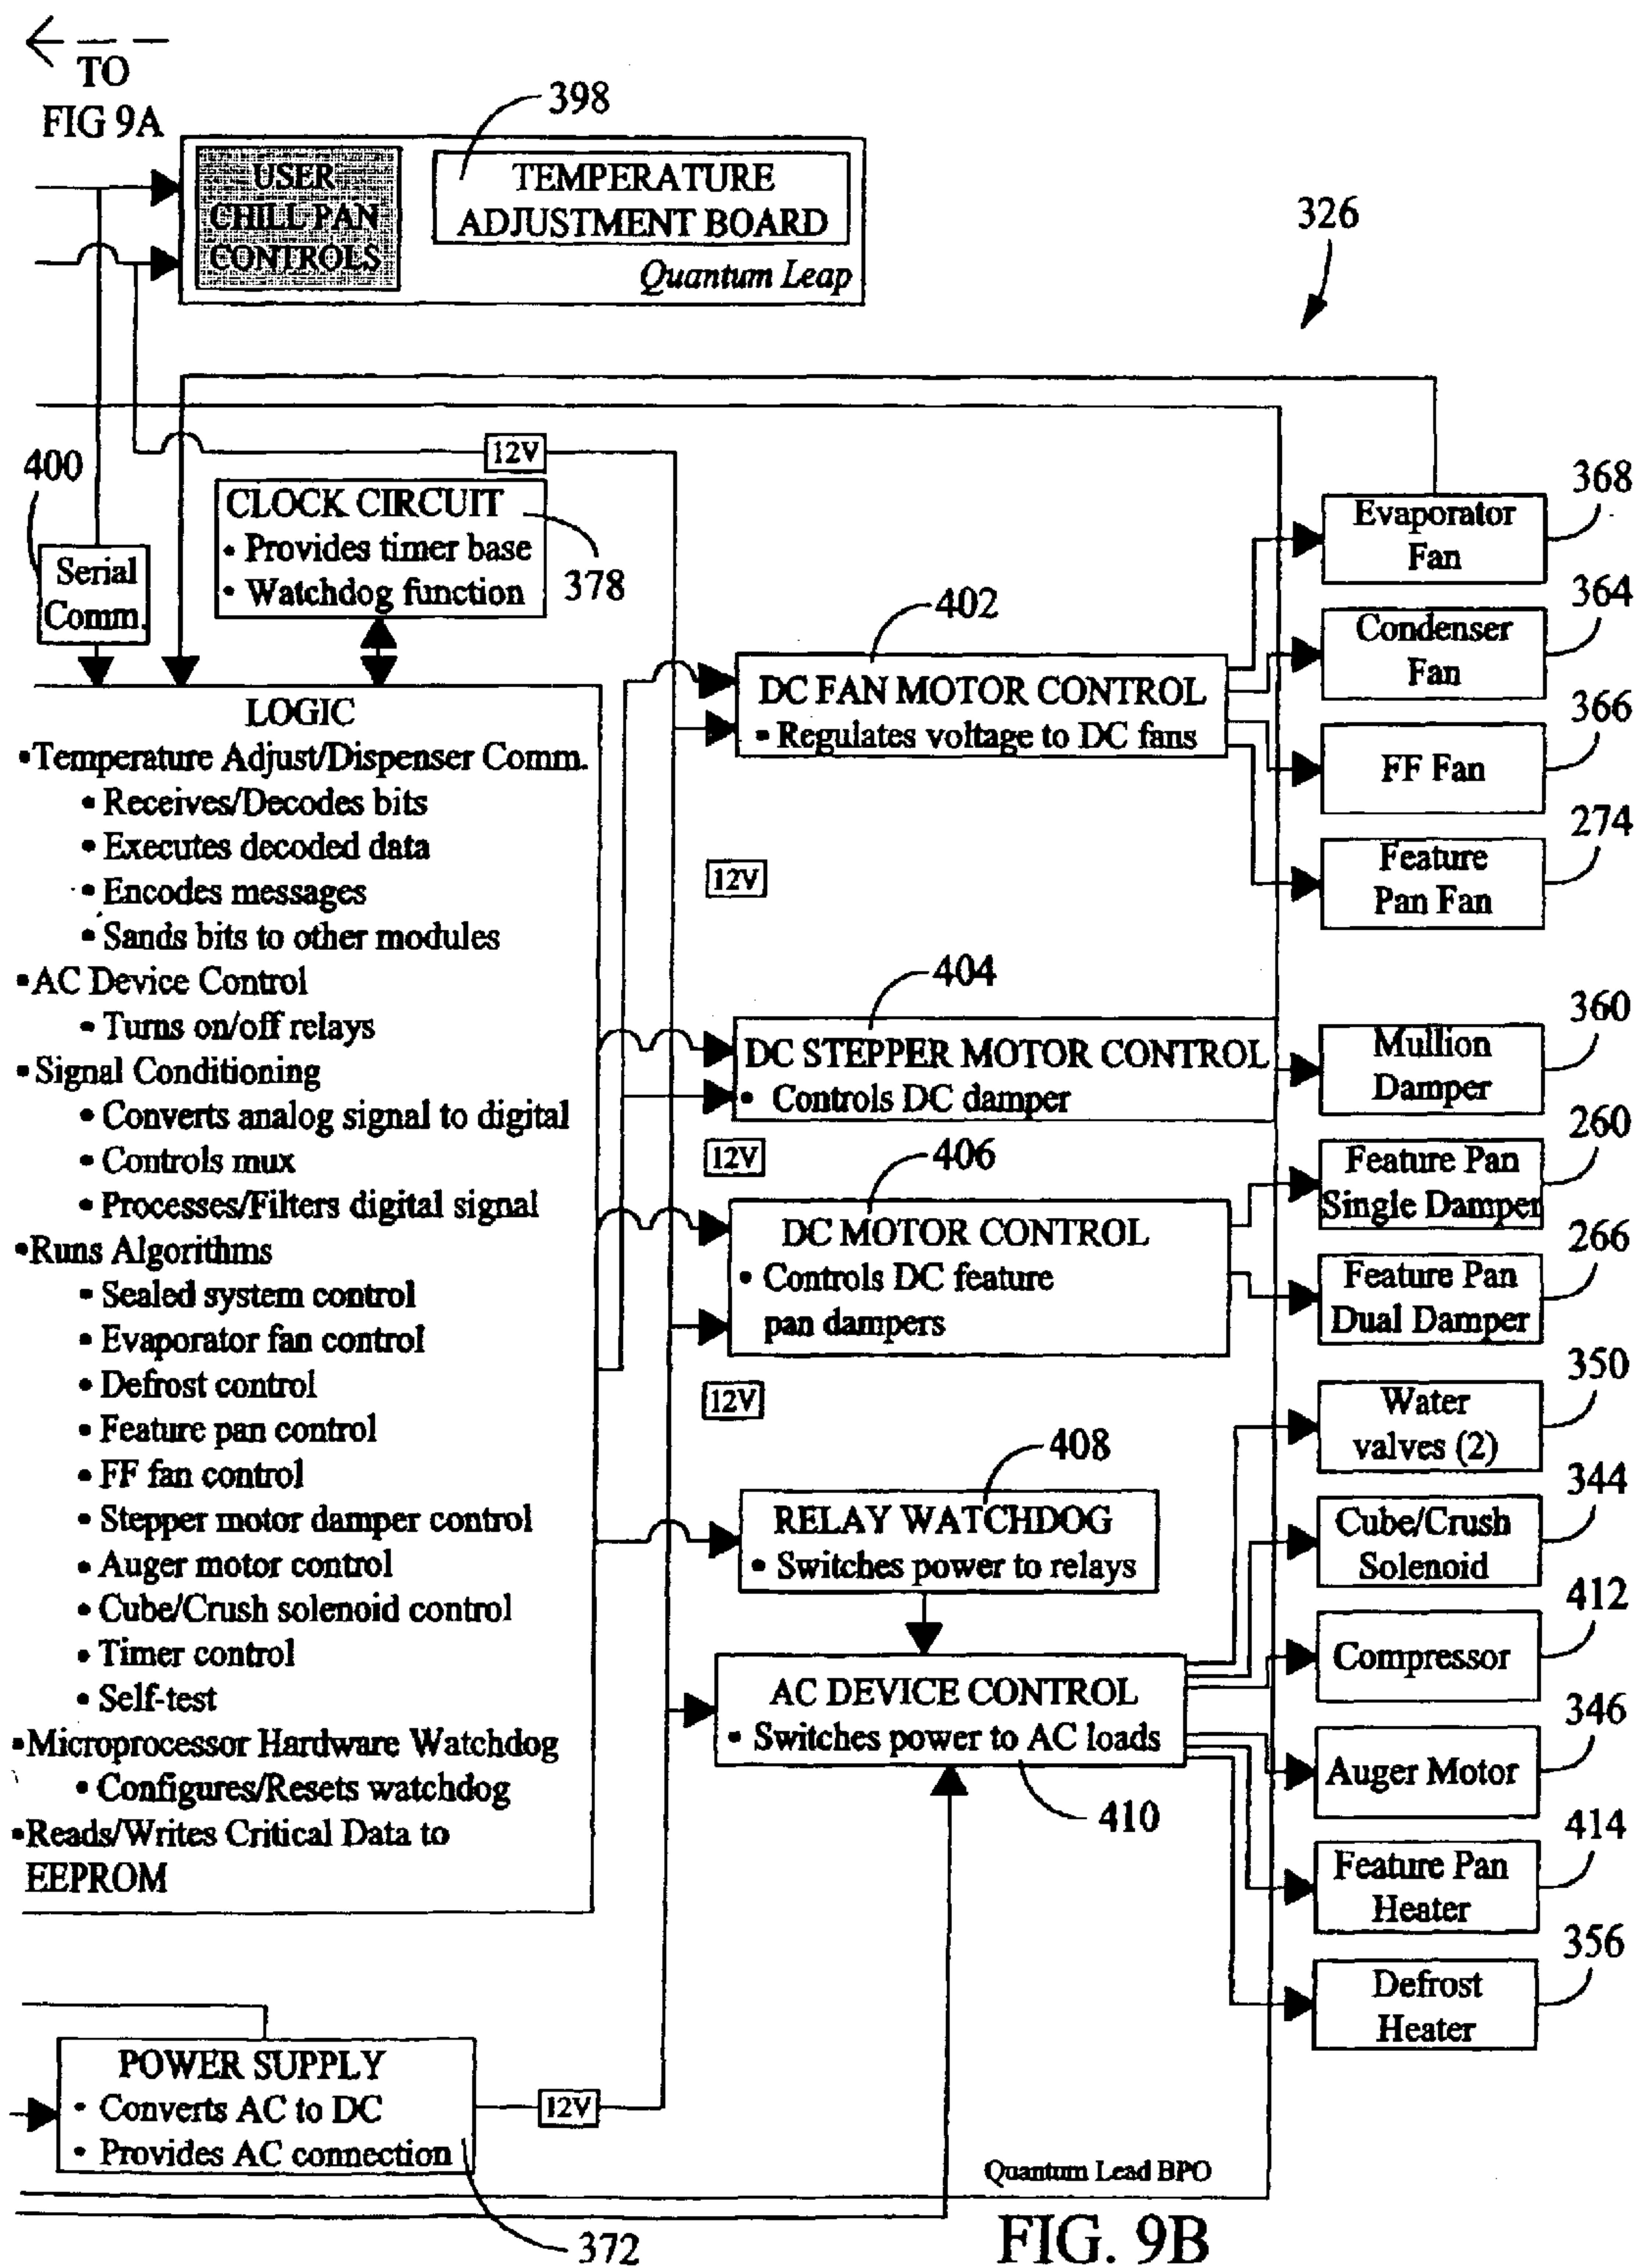 TO
FIG 9A
398
USER
CHILL PAN
CONTROLS
TEMPERATURE
ADJUSTMENT BOARD
Quantum Leap
326
12V
400
Serial
Comm.
CLOCK CIRCUIT
• Provides timer base
• Watchdog function
378
LOGIC
▪Temperature Adjust/Dispenser Comm.
▪ Receives/Decodes bits
▪ Executes decoded data
▪ Encodes messages
▪ Sands bits to other modules
▪AC Device Control
▪ Turns on/off relays
▪ Signal Conditioning
▪ Converts analog signal to digital
▪ Controls mux
▪ Processes/Filters digital signal
▪Runs Algorithms
▪ Sealed system control
▪ Evaporator fan control
▪ Defrost control
▪ Feature pan control
▪ FF fan control
▪ Stepper motor damper control
▪ Auger motor control
▪ Cube/Crush solenoid control
▪ Timer control
▪ Self-test
▪Microprocessor Hardware Watchdog
▪ Configures/Resets watchdog
▪Reads/Writes Critical Data to
EEPROM
402
DC FAN MOTOR CONTROL
▪ Regulates voltage to DC fans
12V
404
DC STEPPER MOTOR CONTROL
• Controls DC damper
12V
406
DC MOTOR CONTROL
• Controls DC feature
pan dampers
12V
408
RELAY WATCHDOG
• Switches power to relays
AC DEVICE CONTROL
• Switches power to AC loads
410
Evaporator
Fan
368
Condenser
Fan
364
FF Fan
366
Feature
Pan Fan
274
Mullion
Damper
360
Feature Pan
Single Damper
260
Feature Pan
Dual Damper
266
Water
valves (2)
350
Cube/Crush
Solenoid
344
Compressor
412
Auger Motor
346
Feature Pan
Heater
414
Defrost
Heater
356
POWER SUPPLY
• Converts AC to DC
• Provides AC connection
12V
372
Quantum Lead BPO
FIG. 9B